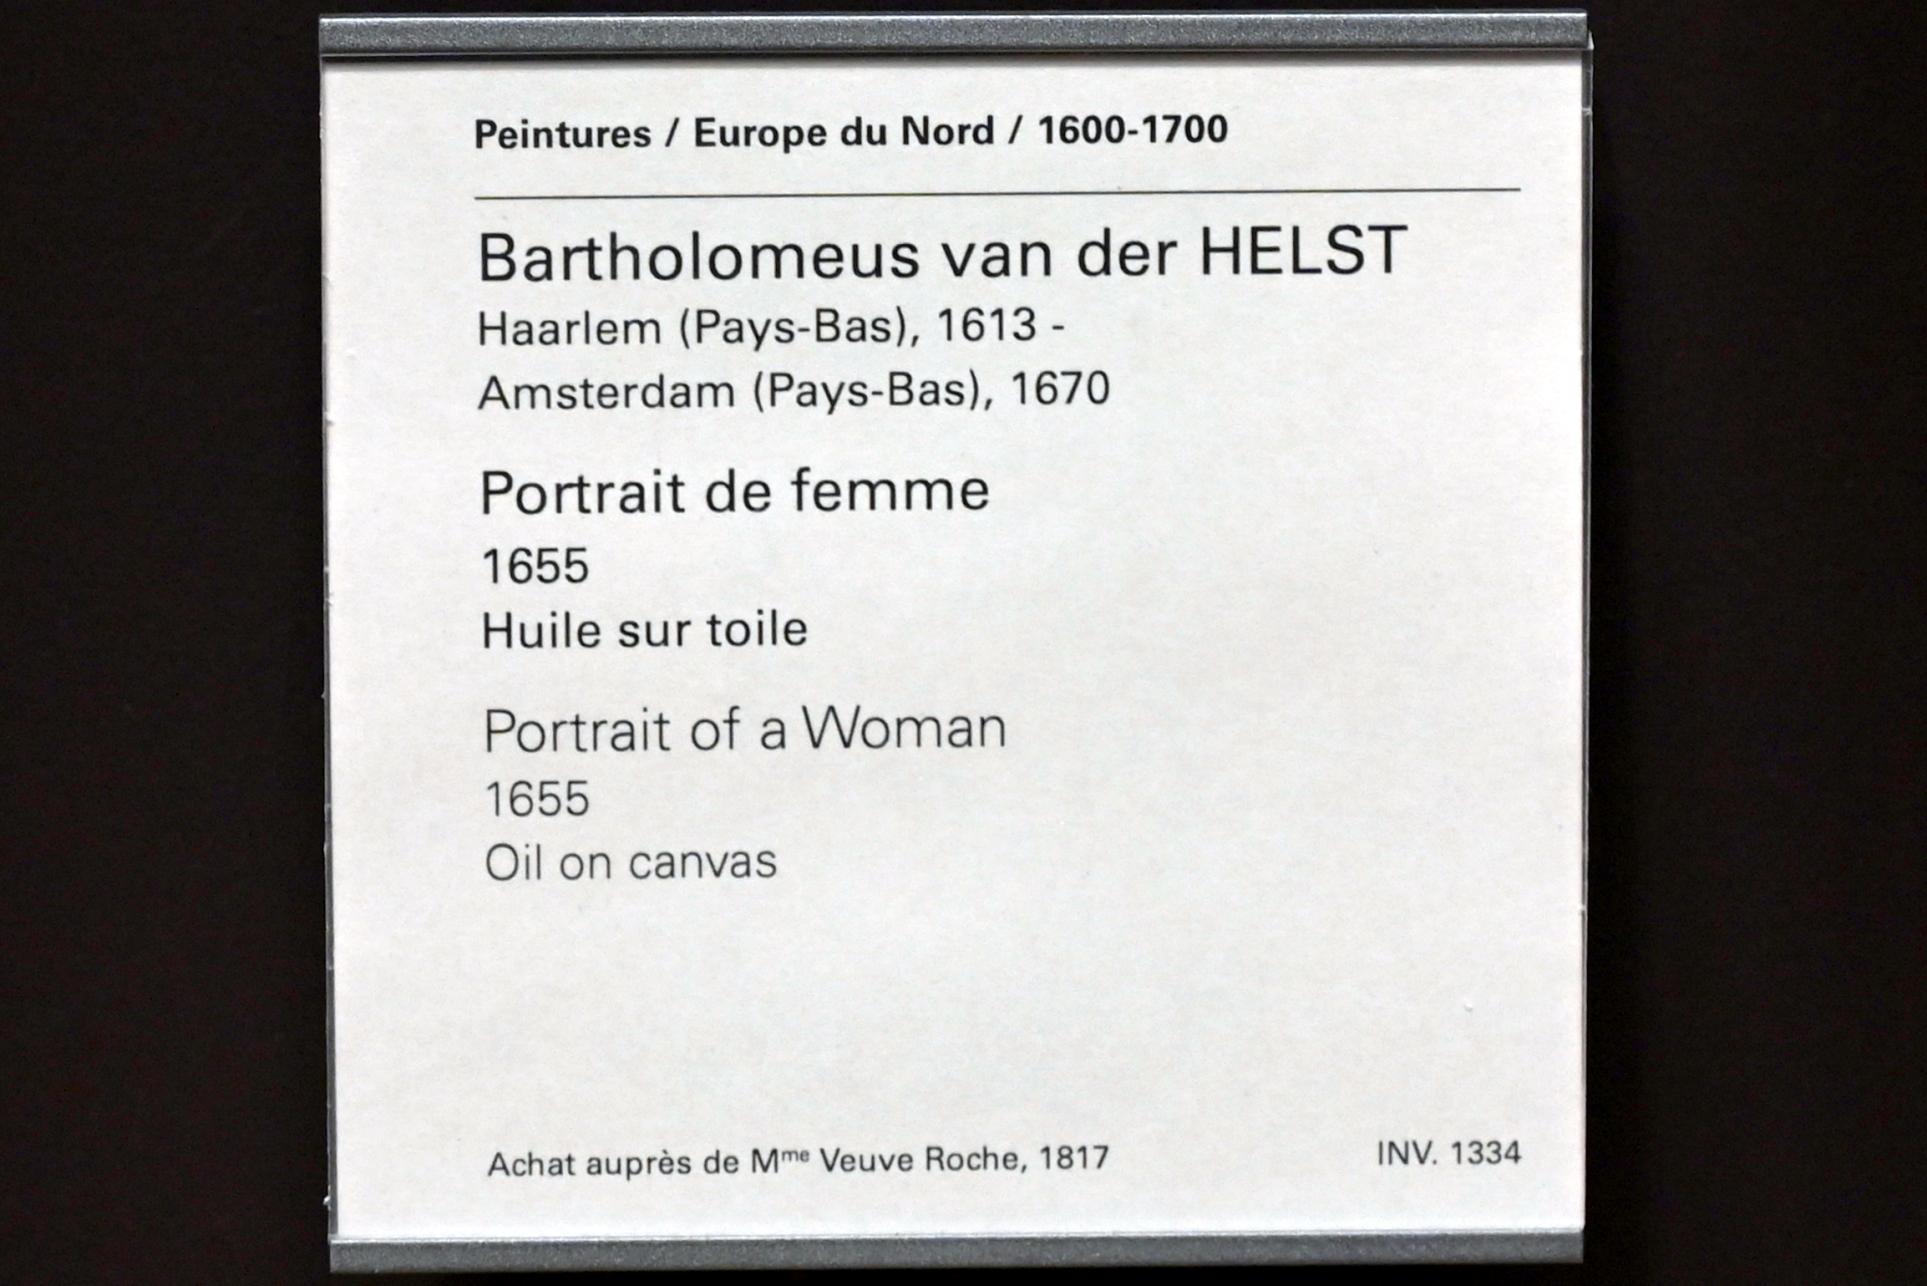 Peintures / Europe du Nord / 1600-1700
Bartholomeus van der HELST
Haarlem (Pays-Bas), 1613 -
Amsterdam (Pays-Bas), 1670
Portrait de femme
1655
Huile sur toile
Portrait of a Woman
1655
Oil on canvas
Achat auprès de Mme Veuve Roche, 1817 INV. 1334